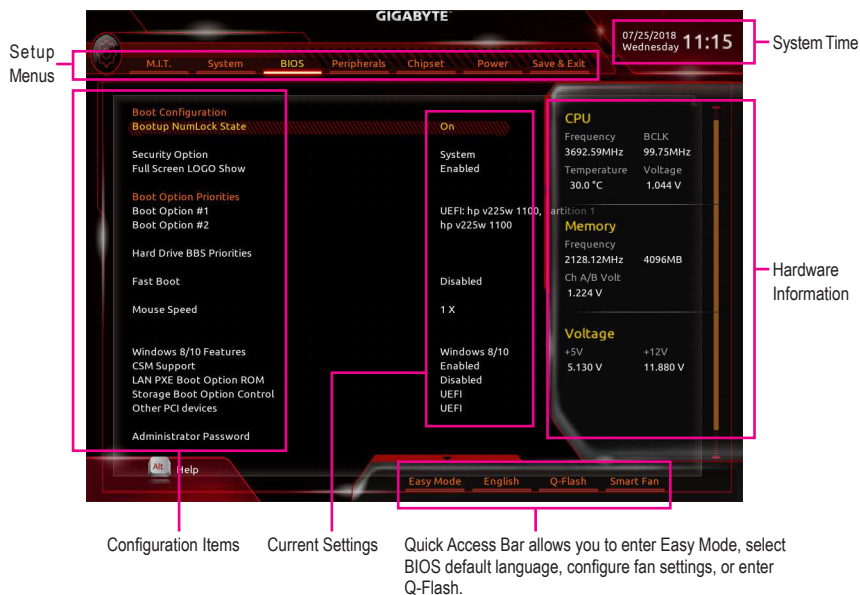 GIGABYTE
07/25/2018
Wednesday 11:15
System Time
Setup
Menus
M.I.T. System BIOS Peripherals Chipset Power Save & Exit
Boot Configuration
Bootup NumLock State On
Security Option System
Full Screen LOGO Show Enabled
Boot Option Priorities
Boot Option #1 UEFI: hp v225w 1100, artition 1
Boot Option #2 hp v225w 1100
Hard Drive BBS Priorities
Fast Boot Disabled
Mouse Speed 1 X
Windows 8/10 Features Windows 8/10
CSM Support Enabled
LAN PXE Boot Option ROM Disabled
Storage Boot Option Control UEFI
Other PCI devices UEFI
Administrator Password
CPU
Frequency BCLK
3692.59MHz 99.75MHz
Temperature Voltage
30.0 °C 1.044 V
Memory
Frequency
2128.12MHz 4096MB
Ch A/B Volt
1.224 V
Voltage
+5V +12V
5.130 V 11.880 V
Hardware
Information
Alt Help
Easy Mode English Q-Flash Smart Fan
Configuration Items
Current Settings
Quick Access Bar allows you to enter Easy Mode, select
BIOS default language, configure fan settings, or enter
Q-Flash.